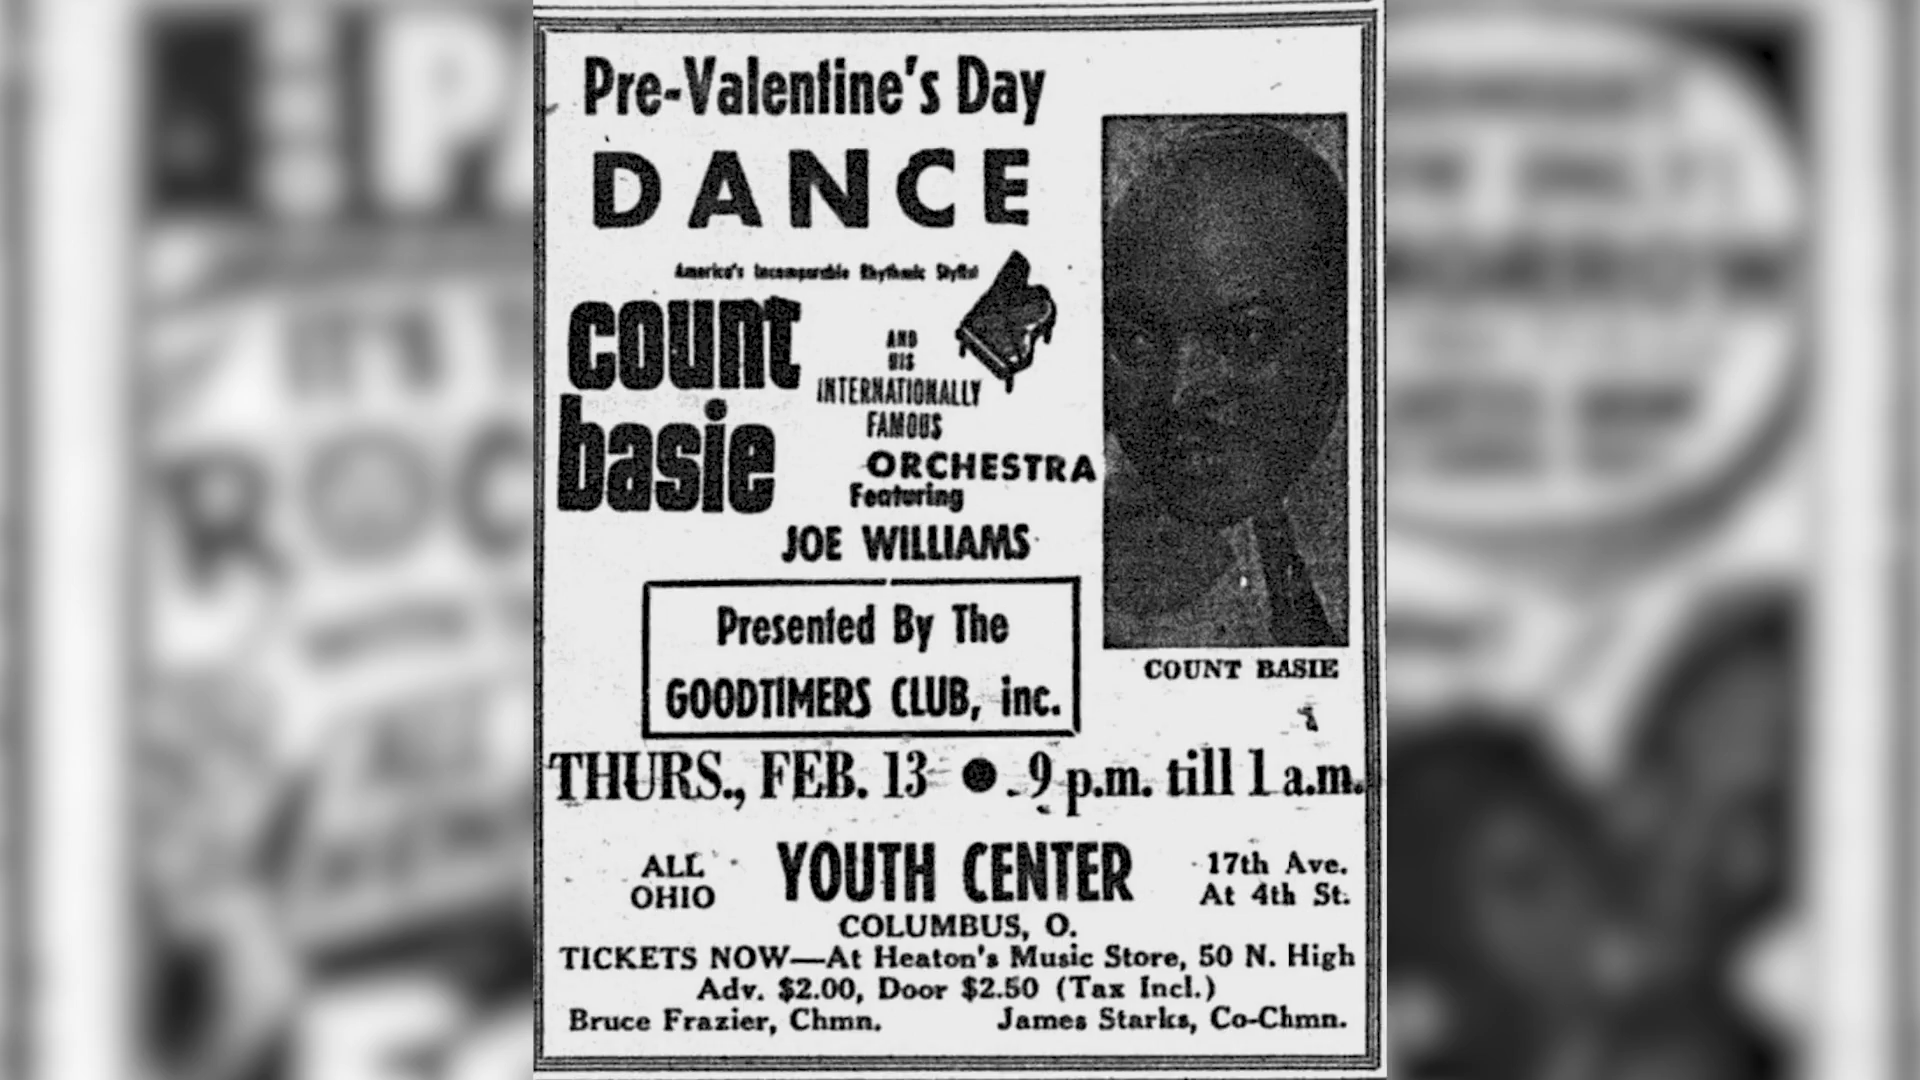 Pre-Valentine's Day
DANCE
America's Incomparable Rhythmic Stylist
count
basie
AND
HIS
INTERNATIONALLY
FAMOUS
ORCHESTRA
Featuring
JOE WILLIAMS
COUNT BASIE
Presented By The
GOODTIMERS CLUB, inc.
THURS., FEB. 13 ● 9 p.m. till 1 a.m.
ALL
OHIO
YOUTH CENTER
17th Ave.
At 4th St.
COLUMBUS, O.
TICKETS NOW—At Heaton's Music Store, 50 N. High
Adv. $2.00, Door $2.50 (Tax Incl.)
Bruce Frazier, Chmn. James Starks, Co-Chmn.